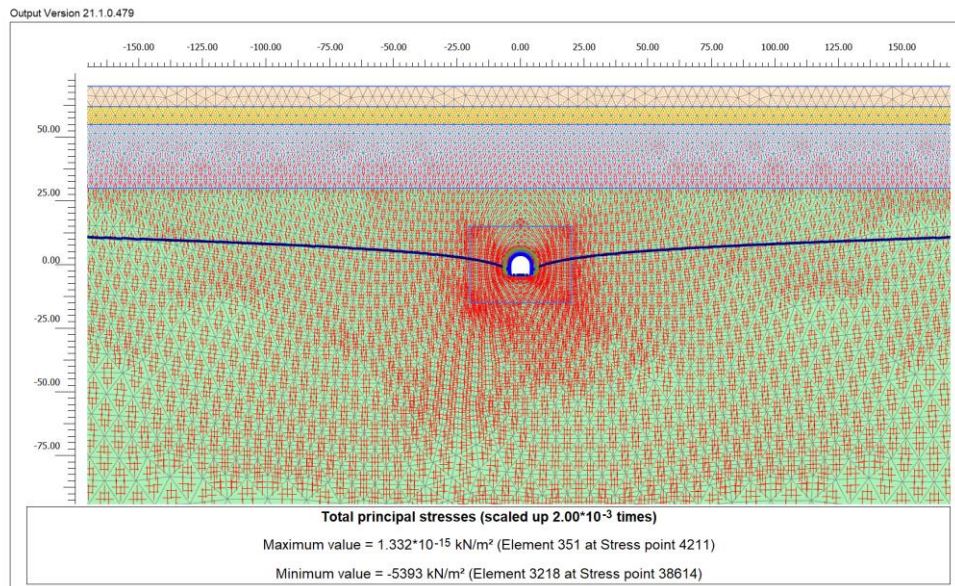 Output Version 21.1.0.479
-150.00 -125.00 -100.00 -75.00 -50.00 -25.00 0.00 25.00 50.00 75.00 100.00 125.00 150.00
50.00
25.00
0.00
-25.00
-50.00
-75.00
Total principal stresses (scaled up 2.00*10-3 times)
Maximum value = 1.332*10-15 kN/m² (Element 351 at Stress point 4211)
Minimum value = -5393 kN/m² (Element 3218 at Stress point 38614)